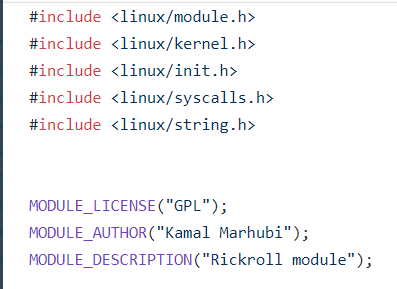 #include <linux/module.h>
#include <linux/kernel.h>
#include <linux/init.h>
#include <linux/syscalls.h>
#include <linux/string.h>
MODULE_LICENSE("GPL");
MODULE_AUTHOR("Kamal Marhubi");
MODULE_DESCRIPTION("Rickroll module");